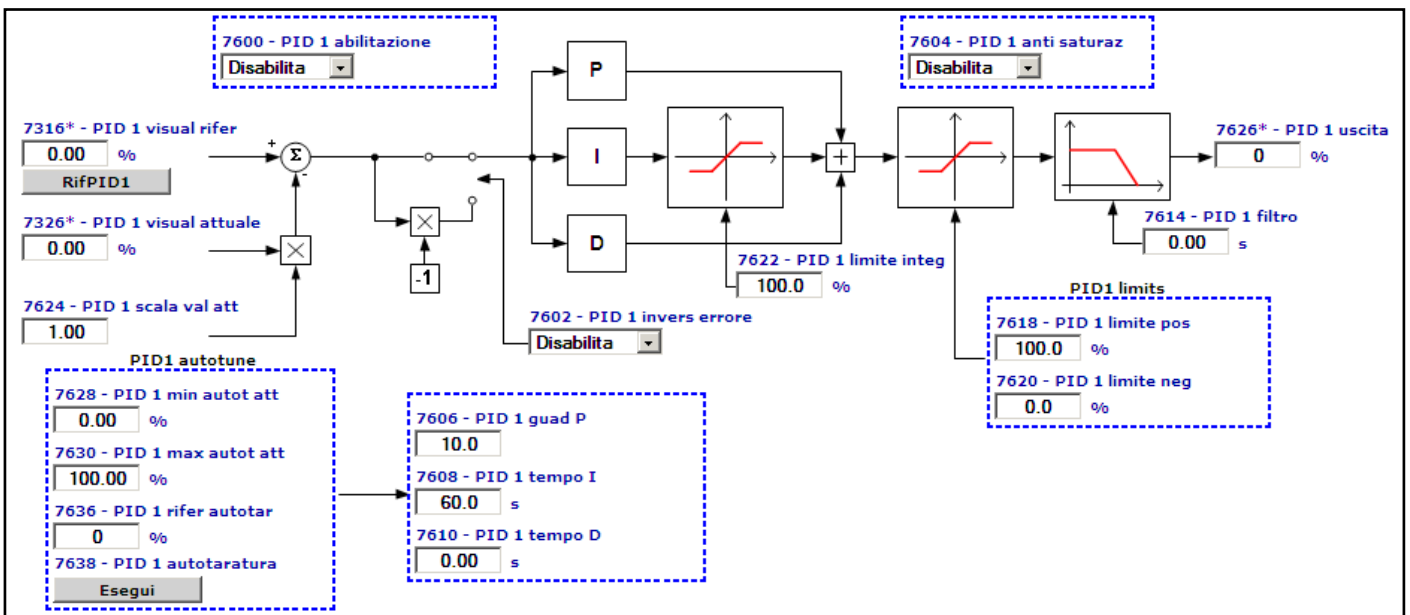 7600 - PID 1 abilitazione
Disabilita
7604 - PID 1 anti saturaz
Disabilita
P
7316* - PID 1 visual rifer
0.00 %
RifPID1
+
Σ
-
I
+
7626* - PID 1 uscita
0 %
7326* - PID 1 visual attuale
0.00 %
×
×
-1
D
7614 - PID 1 filtro
0.00 s
7622 - PID 1 limite integ
100.0 %
7624 - PID 1 scala val att
1.00
7602 - PID 1 invers errore
Disabilita
PID1 limits
7618 - PID 1 limite pos
100.0 %
7620 - PID 1 limite neg
0.0 %
PID1 autotune
7628 - PID 1 min autot att
0.00 %
7630 - PID 1 max autot att
100.00 %
7636 - PID 1 rifer autotar
0 %
7638 - PID 1 autotaratura
Esegui
7606 - PID 1 guad P
10.0
7608 - PID 1 tempo I
60.0 s
7610 - PID 1 tempo D
0.00 s